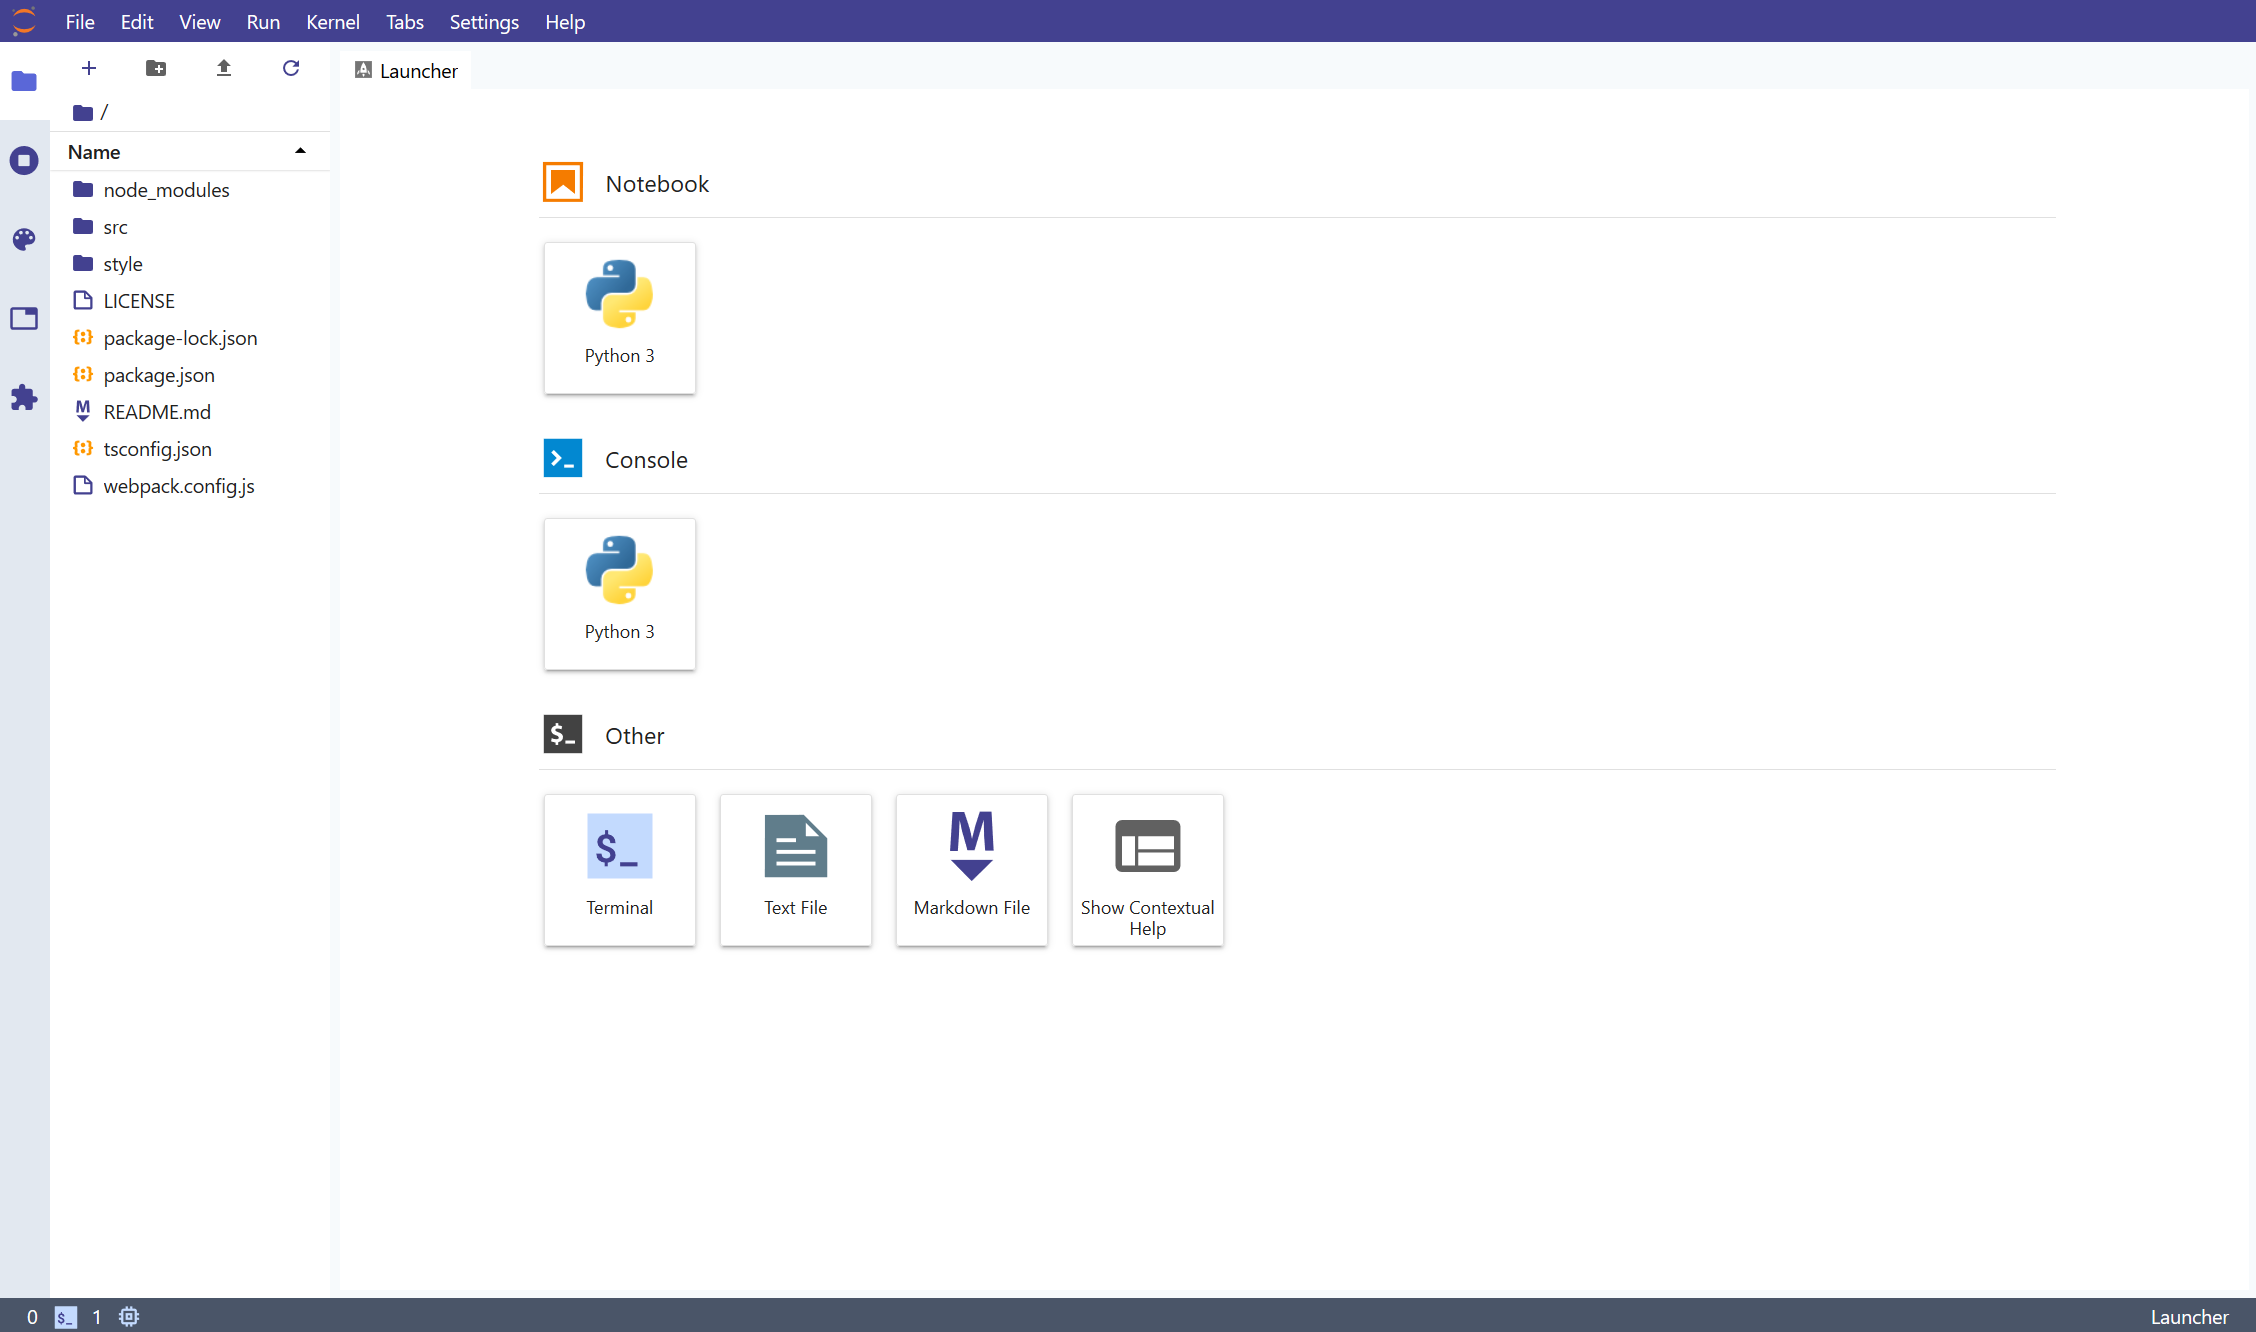 File Edit View Run Kernel Tabs Settings Help
/
Name
node_modules
src
style
LICENSE
package-lock.json
package.json
README.md
tsconfig.json
webpack.config.js
Launcher
Notebook
Python 3
Console
Python 3
$_ Other
$_
Terminal
Text File
M
Markdown File
Show Contextual
Help
0 $_ 1
Launcher